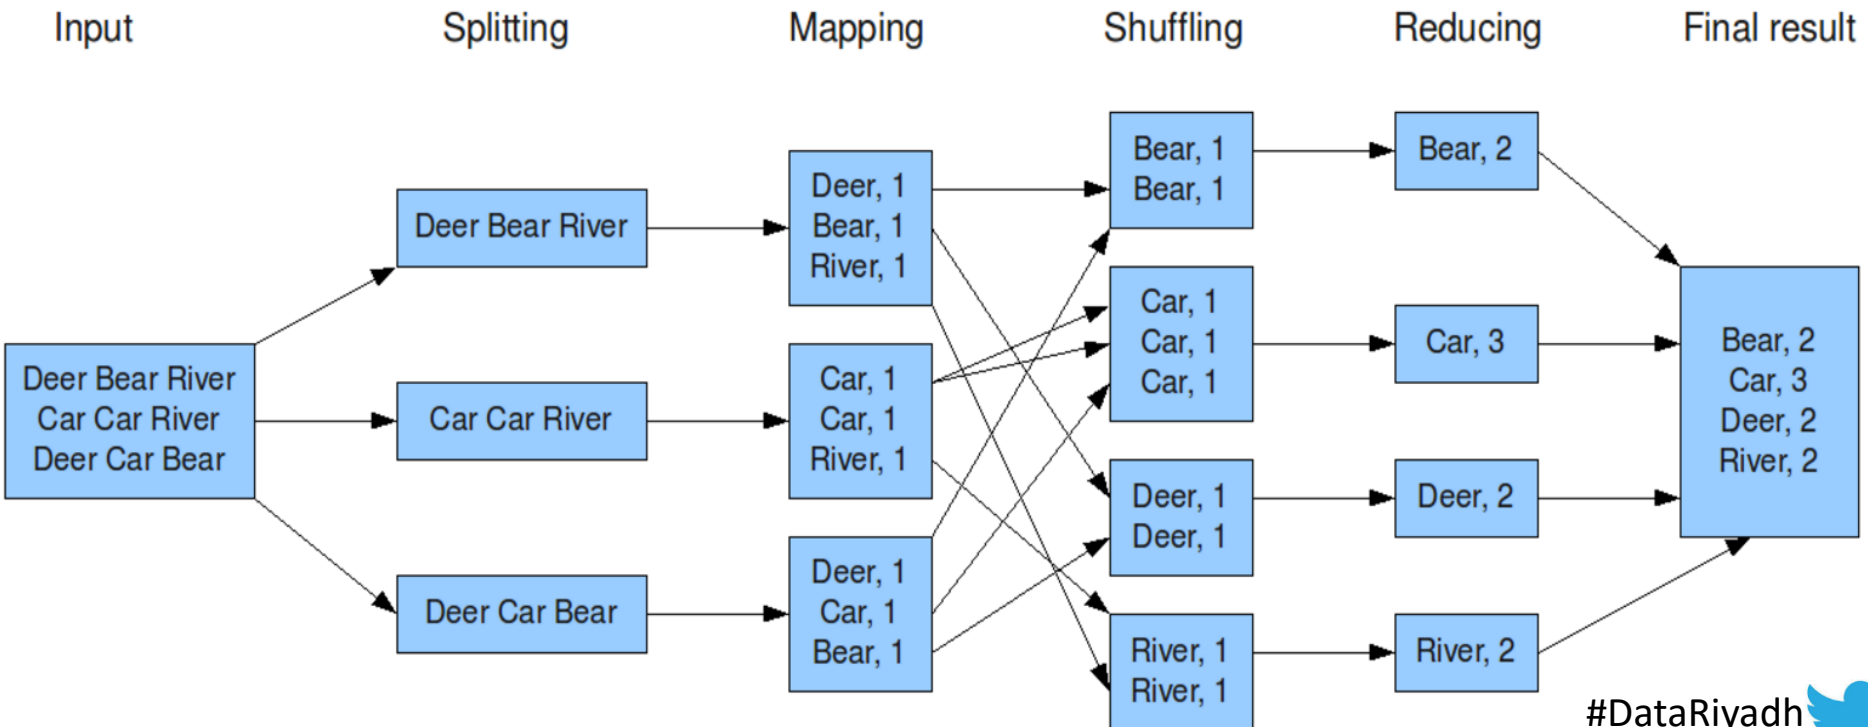 Input
Splitting
Mapping
Shuffling
Reducing
Final result
Deer Bear River
Car Car River
Deer Car Bear
Deer Bear River
Car Car River
Deer Car Bear
Deer, 1
Bear, 1
River, 1
Car, 1
Car, 1
River, 1
Deer, 1
Car, 1
Bear, 1
Bear, 1
Bear, 1
Car, 1
Car, 1
Car, 1
Deer, 1
Deer, 1
River, 1
River, 1
Bear, 2
Car, 3
Deer, 2
River, 2
Bear, 2
Car, 3
Deer, 2
River, 2
#DataRiyadh